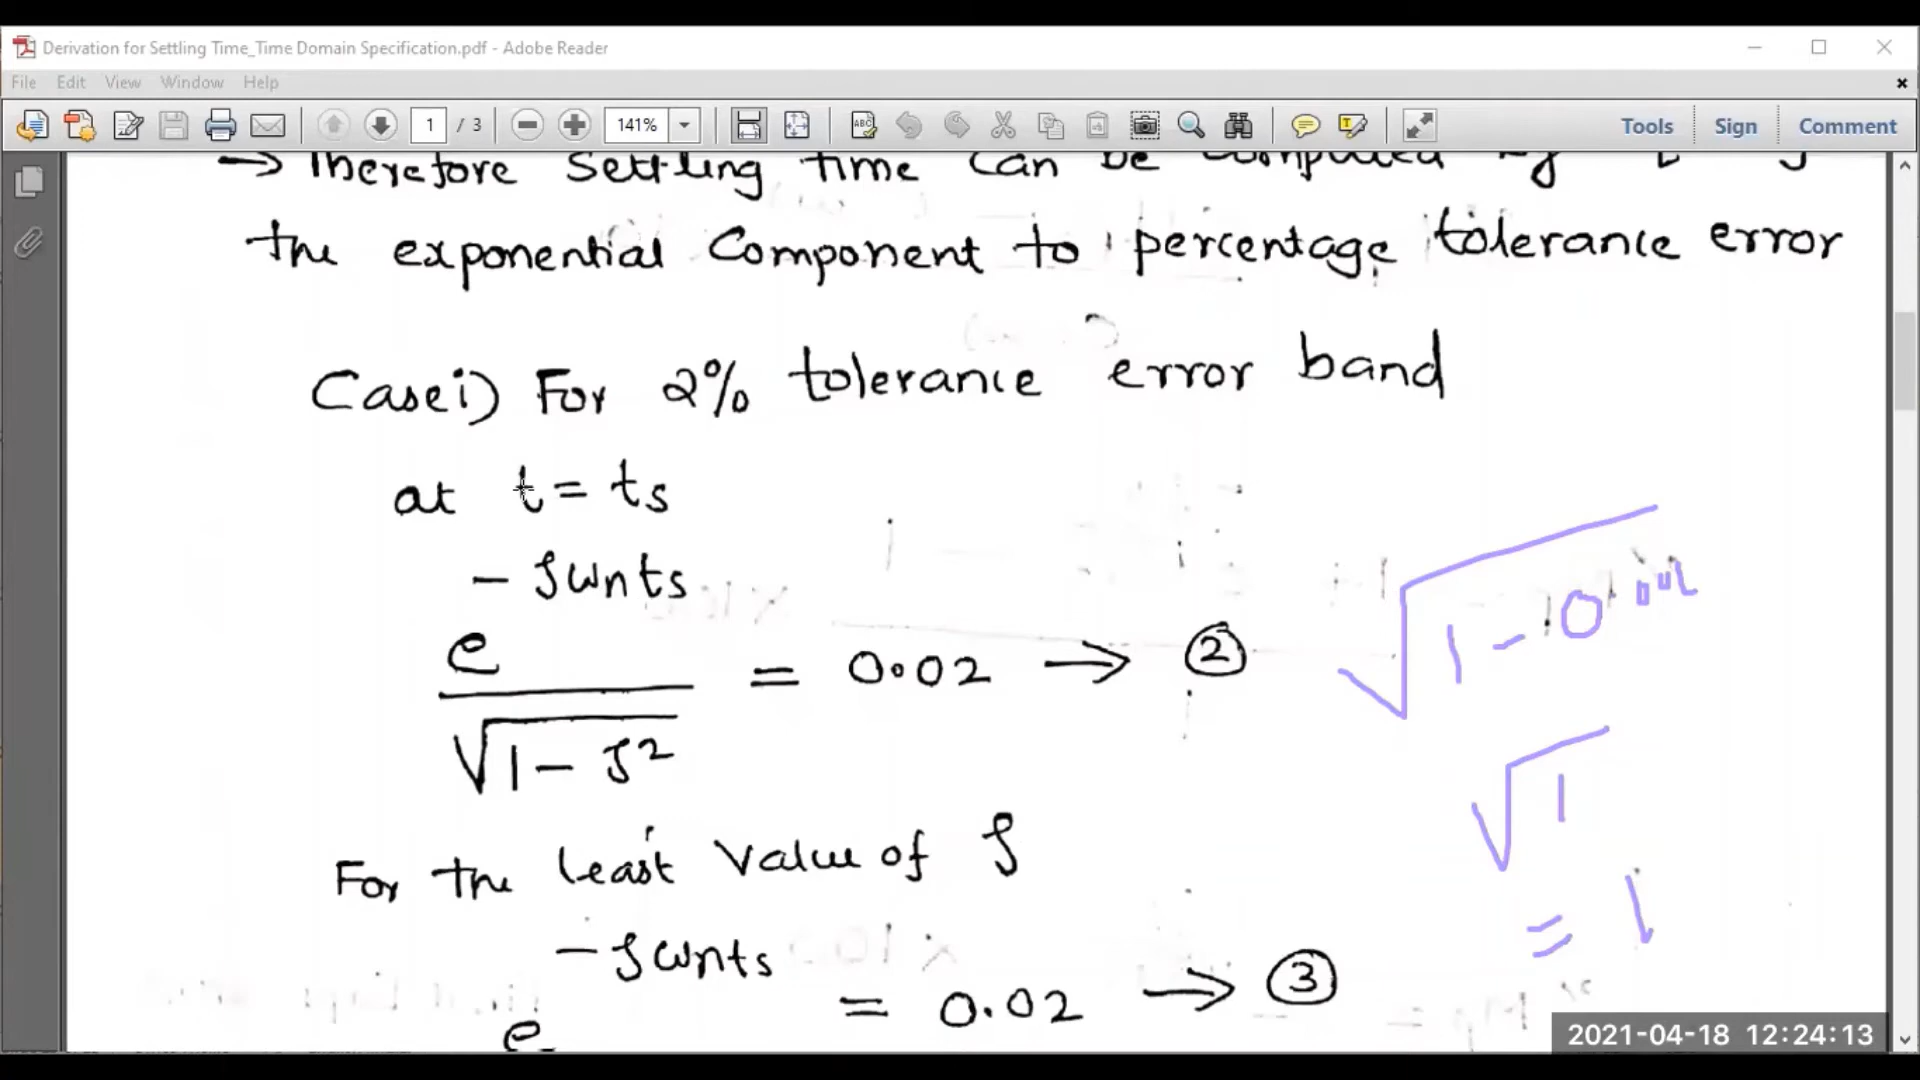 Derivation for Settling Time_Time Domain Specification.pdf - Adobe Reader
File Edit View Window Help
1 / 3 141% Tools Sign Comment
→ Therefore Settling time can be computed by
the exponential Component to percentage tolerance error
Case i) For 2% tolerance error band
at t = ts
e^{-ζωnts} / √(1-ζ²) = 0.02 → ②
√1 - 0
√1
= 1
For the least value of ζ
e^{-ζωnts} = 0.02 → ③
2021-04-18 12:24:13